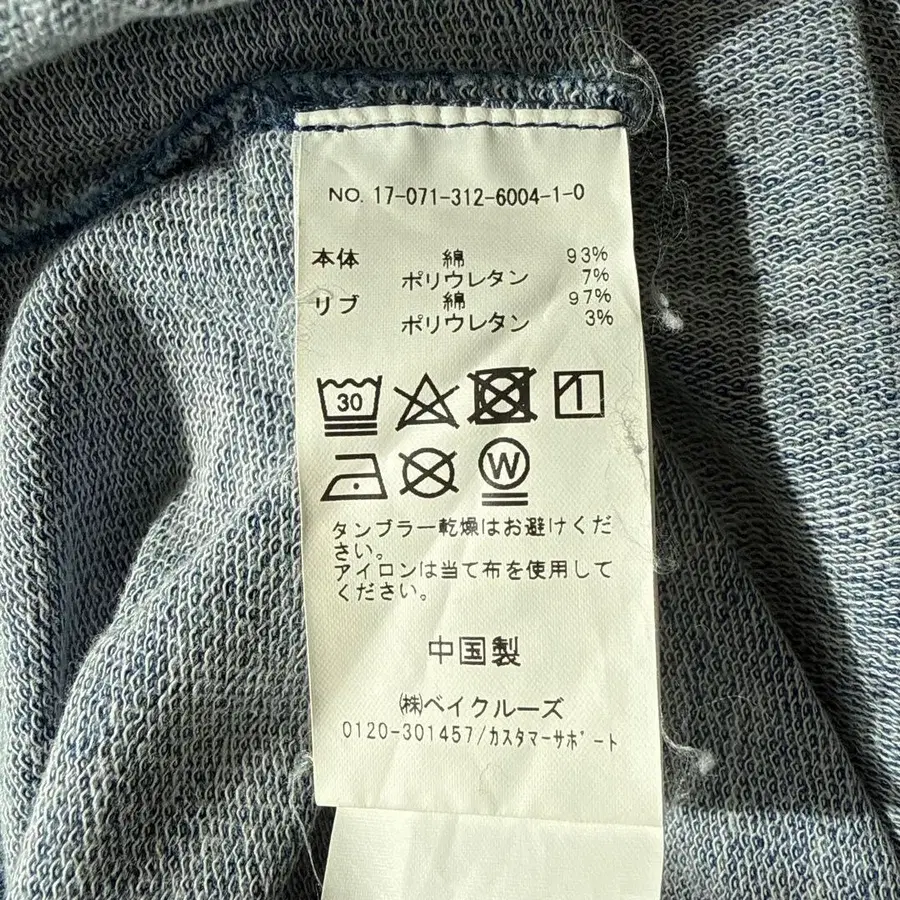 NO. 17-071-312-6004-1-0
本体 綿 93%
ポリウレタン 7%
リブ 綿 97%
ポリウレタン 3%
30
W
タンブラー乾燥はお避けくだ
さい。
アイロンは当て布を使用して
ください。
中国製
㈱ベイクルーズ
0120-301457/カスタマーサポート